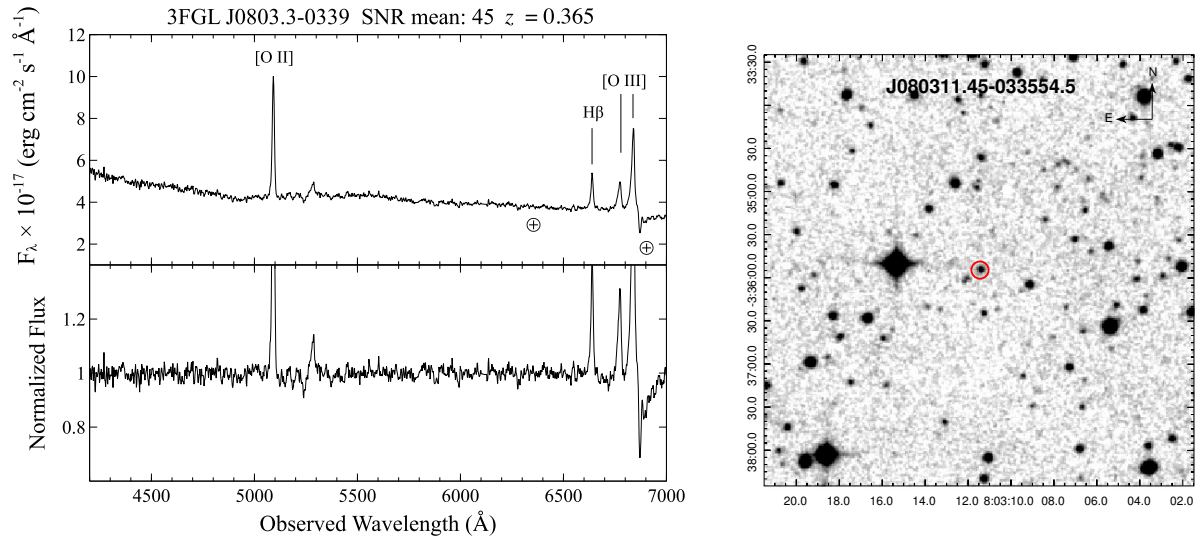 3FGL J0803.3-0339 SNR mean: 45 z = 0.365
F_λ × 10^-17 (erg cm^-2 s^-1 Å^-1)
12
10
8
6
4
2
[O II]
Hβ
[O III]
⊕
⊕
Normalized Flux
1.2
1
0.8
4500 5000 5500 6000 6500 7000
Observed Wavelength (Å)
J080311.45-033554.5
N
E
33:30.0
30.0
35:00.0
30.0
-3:36:00.0
30.0
37:00.0
30.0
38:00.0
20.0 18.0 16.0 14.0 12.0 8:03:10.0 08.0 06.0 04.0 02.0